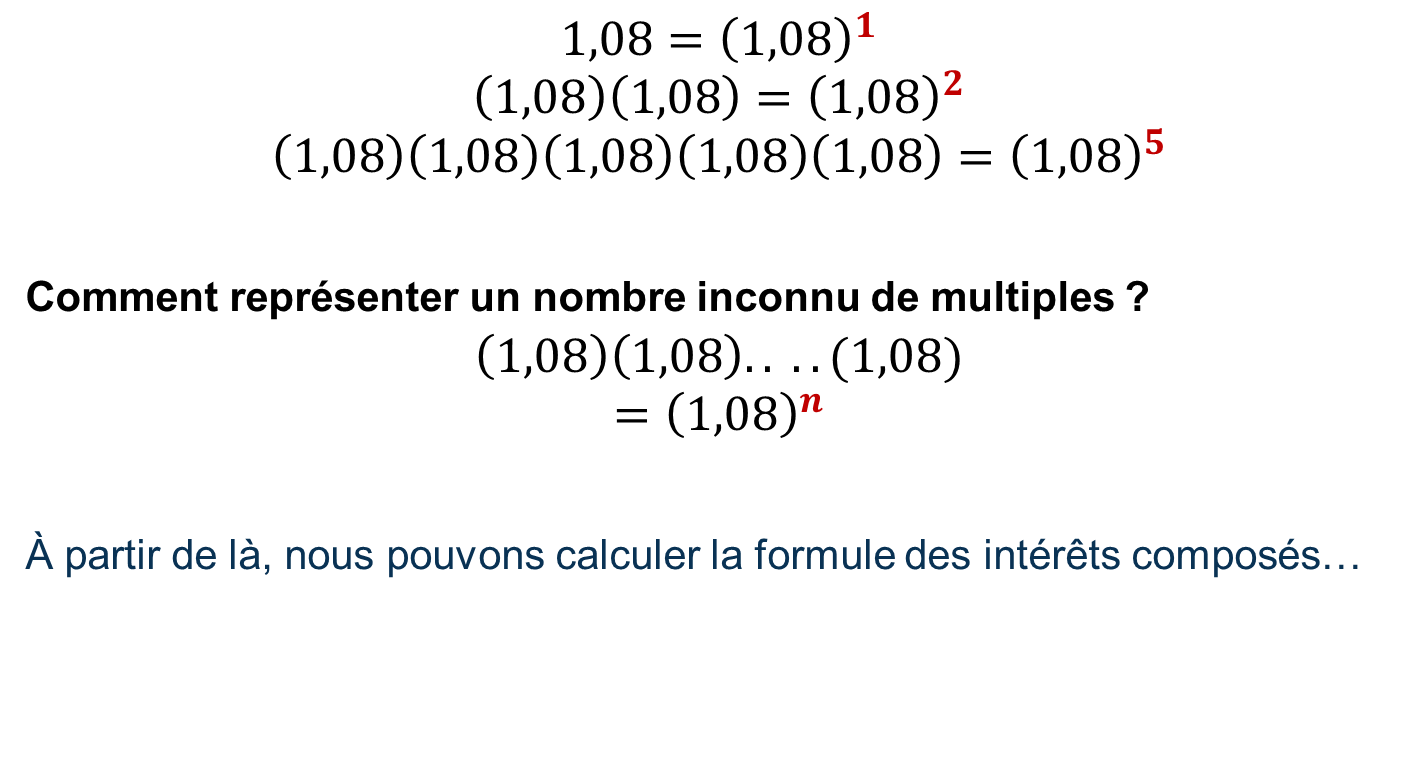 1,08 = (1,08)¹
(1,08)(1,08) = (1,08)²
(1,08)(1,08)(1,08)(1,08)(1,08) = (1,08)⁵
Comment représenter un nombre inconnu de multiples ?
(1,08)(1,08).. ..(1,08)
= (1,08)ⁿ
À partir de là, nous pouvons calculer la formule des intérêts composés…